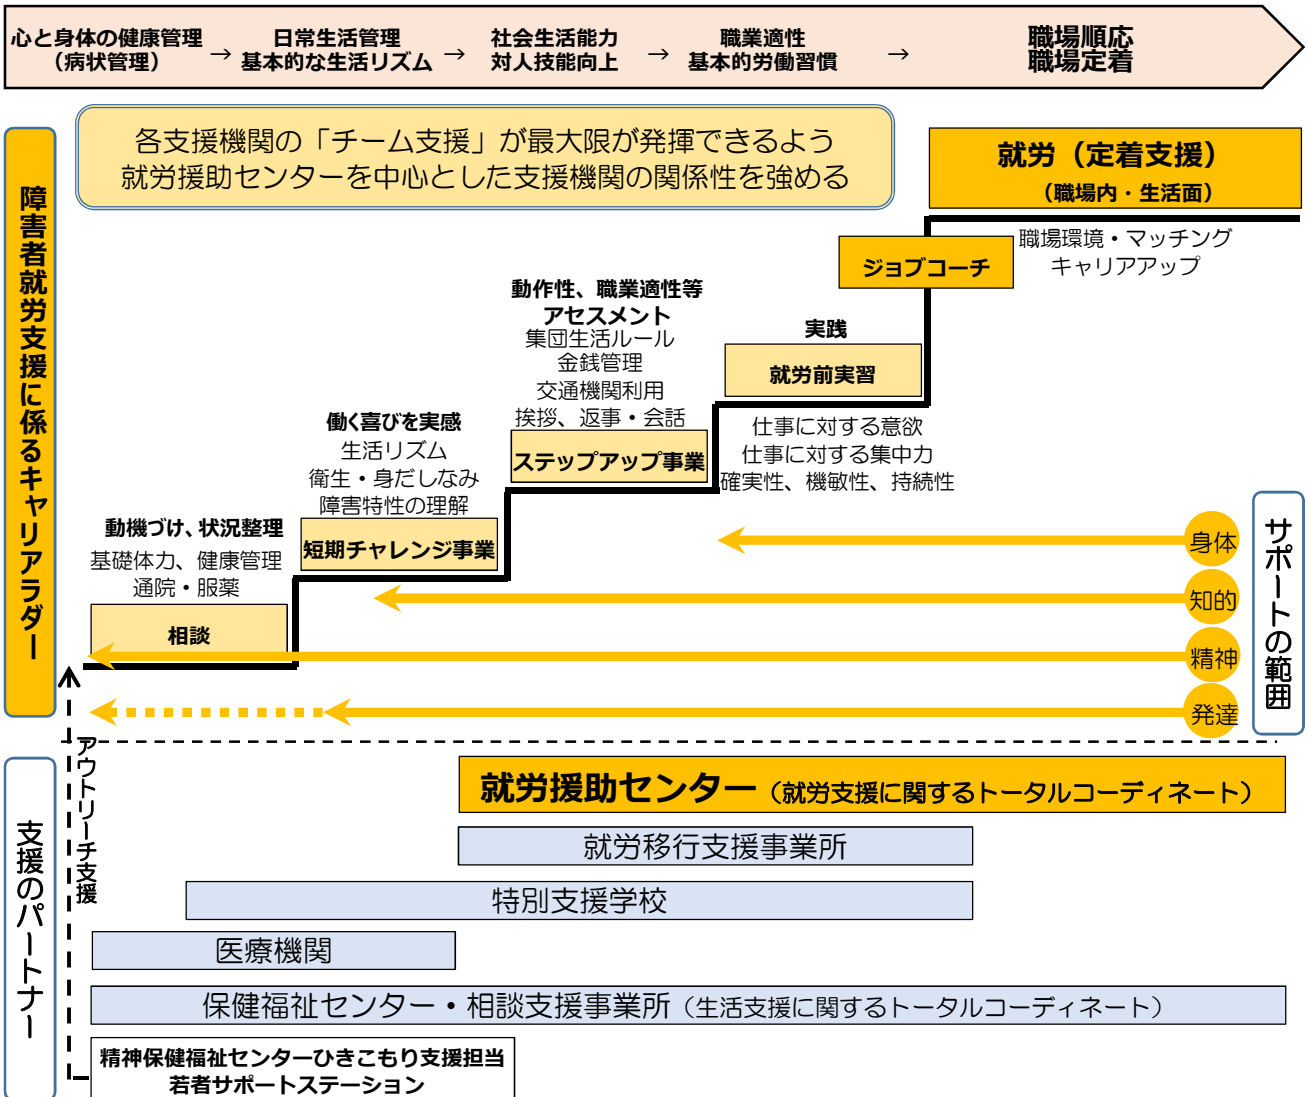 心と身体の健康管理
（病状管理）
→
日常生活管理
基本的な生活リズム
→
社会生活能力
対人技能向上
→
職業適性
基本的労働習慣
→
職場順応
職場定着
各支援機関の「チーム支援」が最大限が発揮できるよう
就労援助センターを中心とした支援機関の関係性を強める
障害者就労支援に係るキャリアラダー
就労（定着支援）
（職場内・生活面）
職場環境・マッチング
キャリアアップ
ジョブコーチ
実践
就労前実習
仕事に対する意欲
仕事に対する集中力
確実性、機敏性、持続性
動作性、職業適性等
アセスメント
集団生活ルール
金銭管理
交通機関利用
挨拶、返事・会話
ステップアップ事業
働く喜びを実感
生活リズム
衛生・身だしなみ
障害特性の理解
短期チャレンジ事業
動機づけ、状況整理
基礎体力、健康管理
通院・服薬
相談
サポートの範囲
身体
知的
精神
発達
支援のパートナー
アウトリーチ支援
就労援助センター（就労支援に関するトータルコーディネート）
就労移行支援事業所
特別支援学校
医療機関
保健福祉センター・相談支援事業所（生活支援に関するトータルコーディネート）
精神保健福祉センターひきこもり支援担当
若者サポートステーション